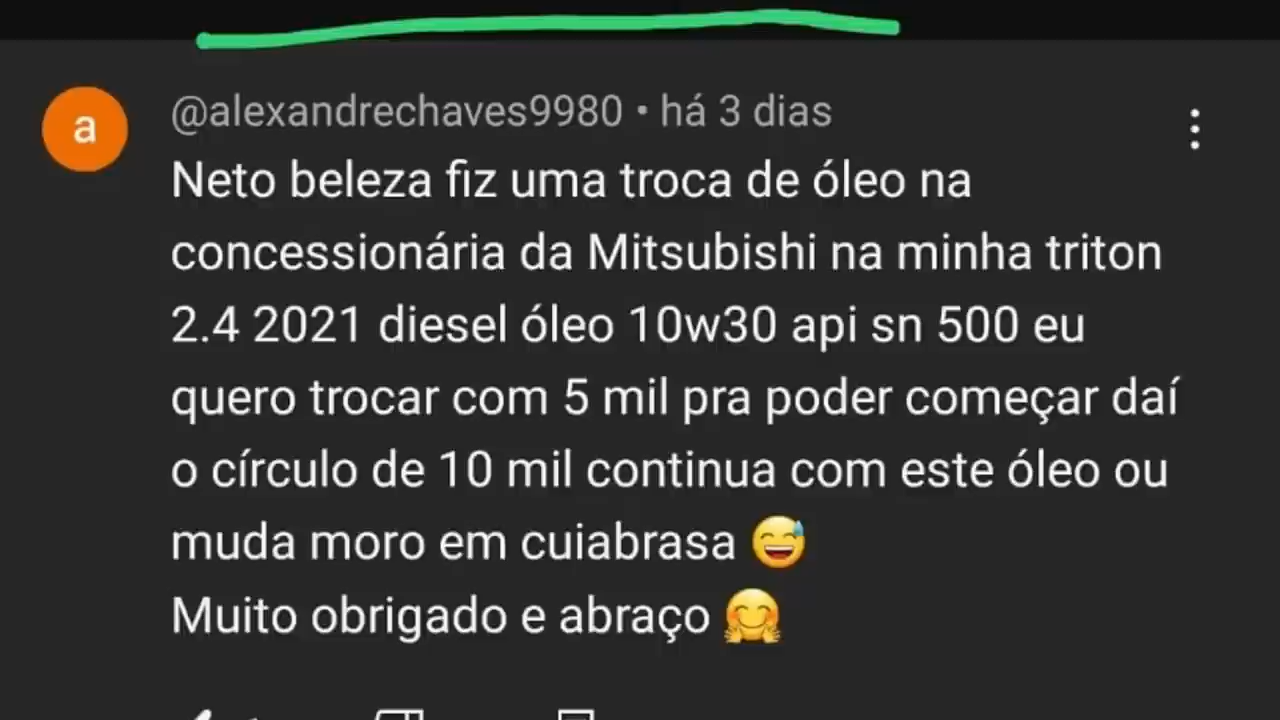 a
@alexandrechaves9980 • há 3 dias
Neto beleza fiz uma troca de óleo na
concessionária da Mitsubishi na minha triton
2.4 2021 diesel óleo 10w30 api sn 500 eu
quero trocar com 5 mil pra poder começar daí
o círculo de 10 mil continua com este óleo ou
muda moro em cuiabrasa 😅
Muito obrigado e abraço 🤗